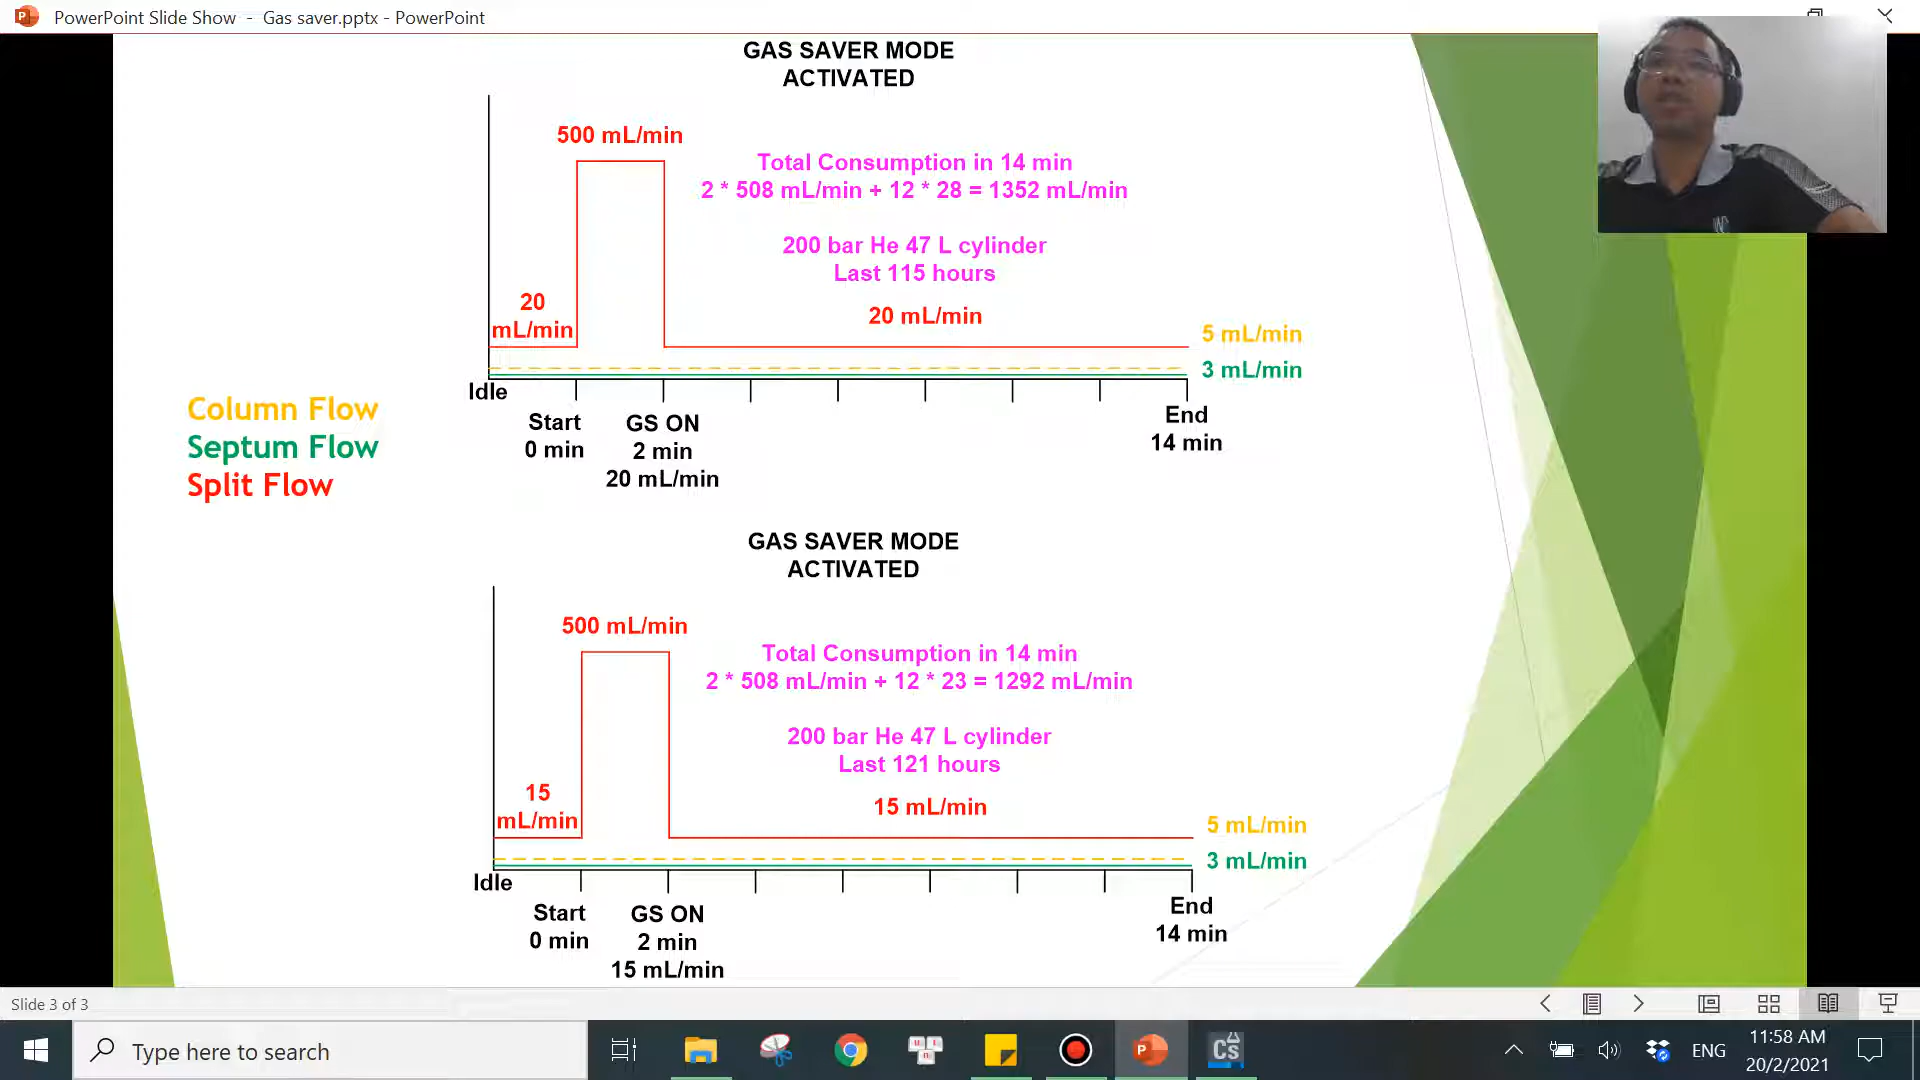 PowerPoint Slide Show - Gas saver.pptx - PowerPoint
GAS SAVER MODE
ACTIVATED
500 mL/min
Total Consumption in 14 min
2 * 508 mL/min + 12 * 28 = 1352 mL/min
200 bar He 47 L cylinder
Last 115 hours
20
mL/min
20 mL/min
5 mL/min
3 mL/min
Idle
Start
0 min
GS ON
2 min
20 mL/min
End
14 min
Column Flow
Septum Flow
Split Flow
GAS SAVER MODE
ACTIVATED
500 mL/min
Total Consumption in 14 min
2 * 508 mL/min + 12 * 23 = 1292 mL/min
200 bar He 47 L cylinder
Last 121 hours
15
mL/min
15 mL/min
5 mL/min
3 mL/min
Idle
Start
0 min
GS ON
2 min
15 mL/min
End
14 min
Slide 3 of 3
Type here to search
ENG
11:58 AM
20/2/2021